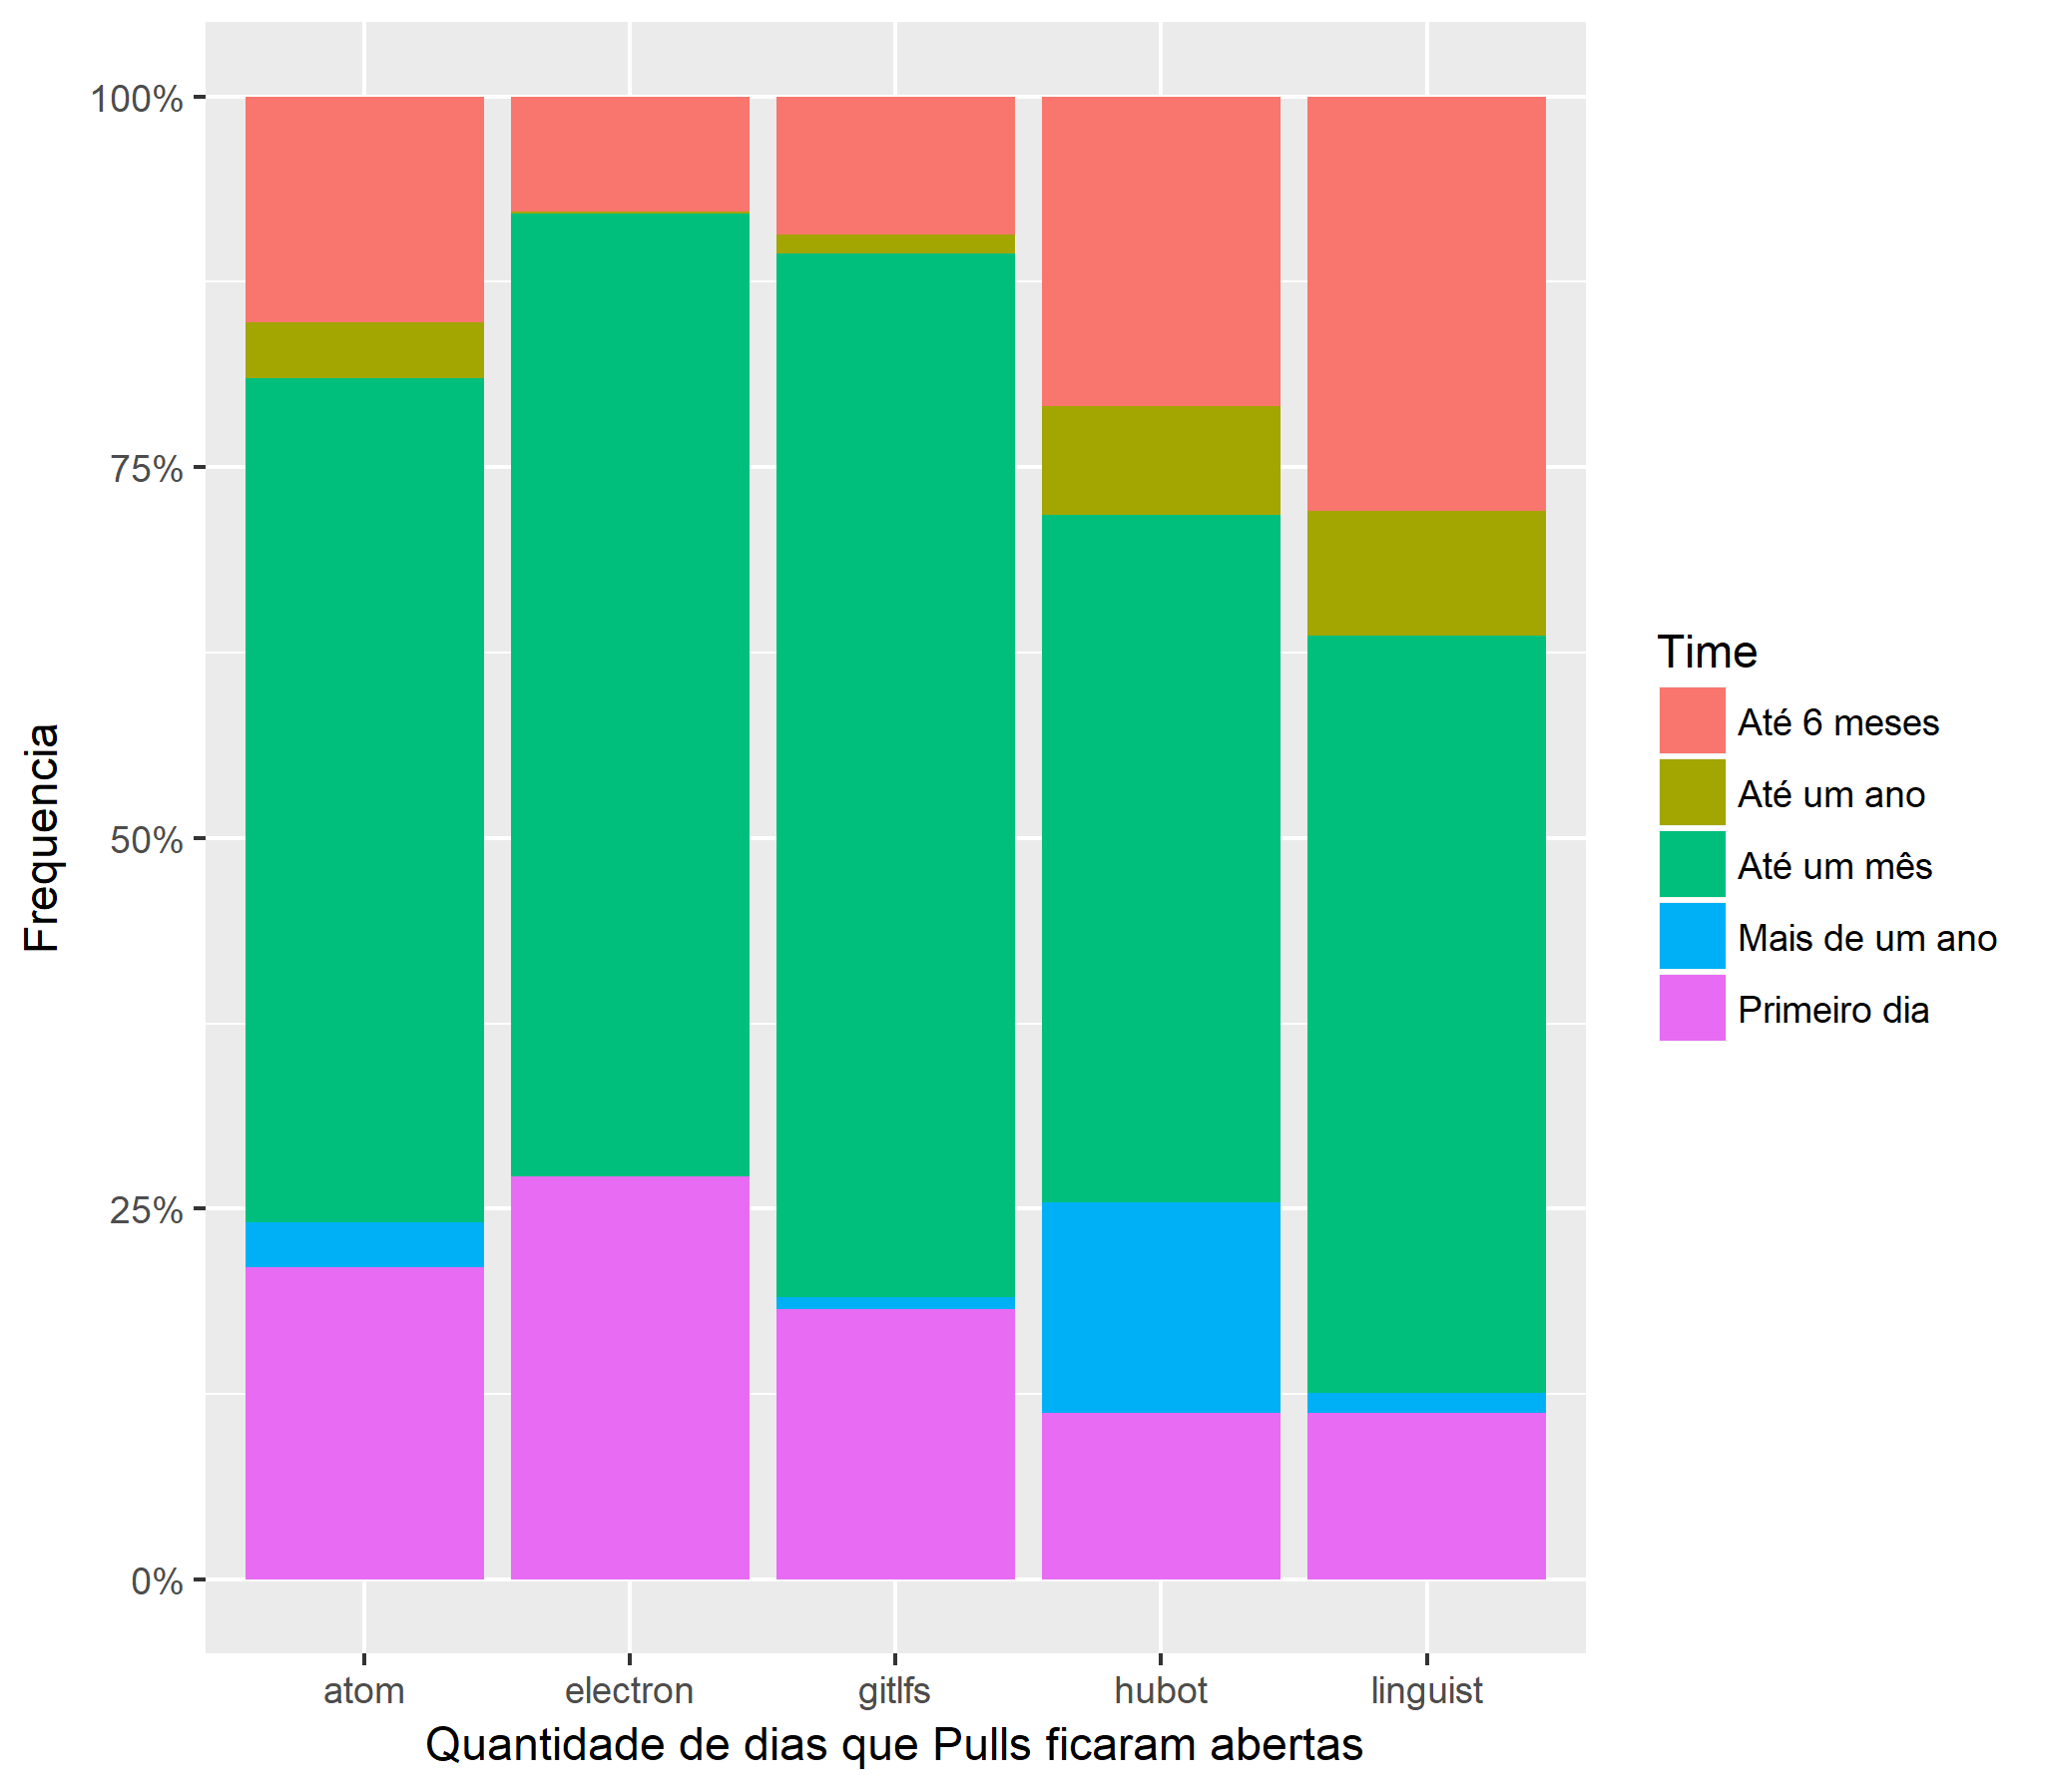 100%
75%
50%
25%
0%
Frequencia
atom
electron
gitlfs
hubot
linguist
Quantidade de dias que Pulls ficaram abertas
Time
Até 6 meses
Até um ano
Até um mês
Mais de um ano
Primeiro dia